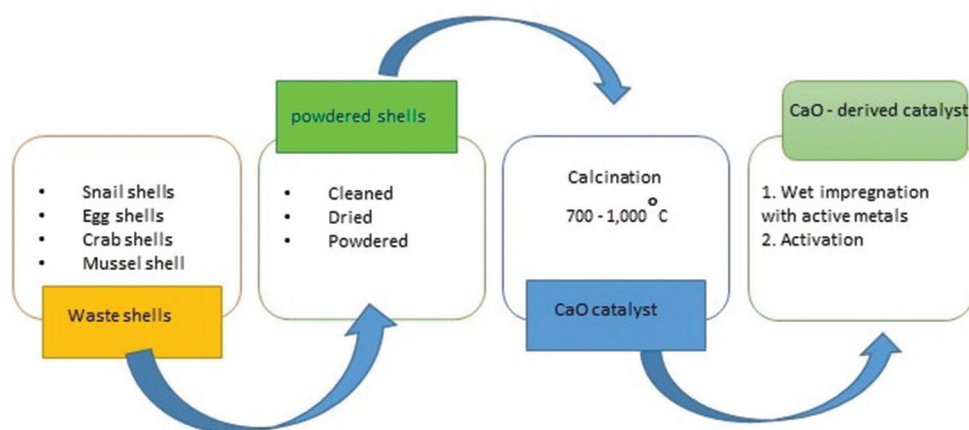 • Snail shells
• Egg shells
• Crab shells
• Mussel shell
Waste shells
powdered shells
• Cleaned
• Dried
• Powdered
Calcination
700 - 1,000 °C
CaO catalyst
CaO - derived catalyst
1. Wet impregnation
with active metals
2. Activation